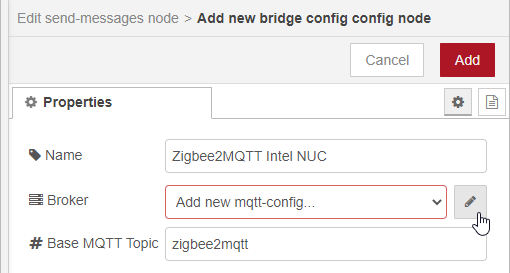 Edit send-messages node > Add new bridge config config node
Cancel Add
Properties
Name Zigbee2MQTT Intel NUC
Broker Add new mqtt-config...
# Base MQTT Topic zigbee2mqtt